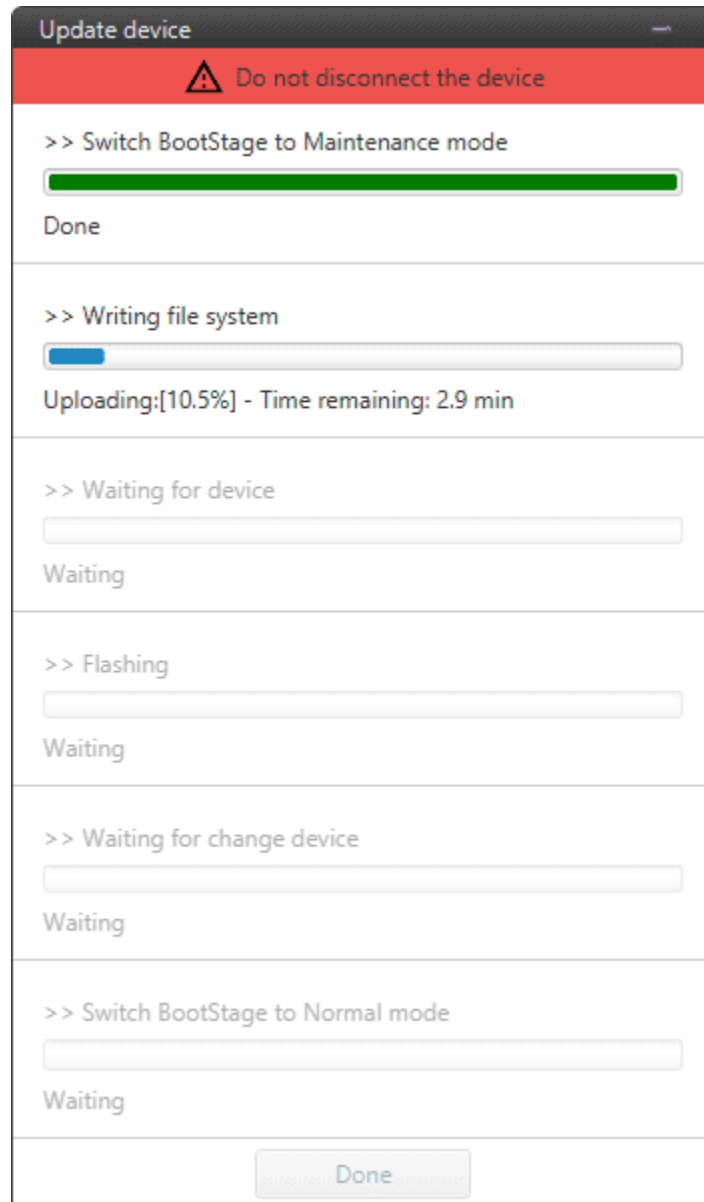 Update device
Do not disconnect the device
>> Switch BootStage to Maintenance mode
Done
>> Writing file system
Uploading:[10.5%] - Time remaining: 2.9 min
>> Waiting for device
Waiting
>> Flashing
Waiting
>> Waiting for change device
Waiting
>> Switch BootStage to Normal mode
Waiting
Done